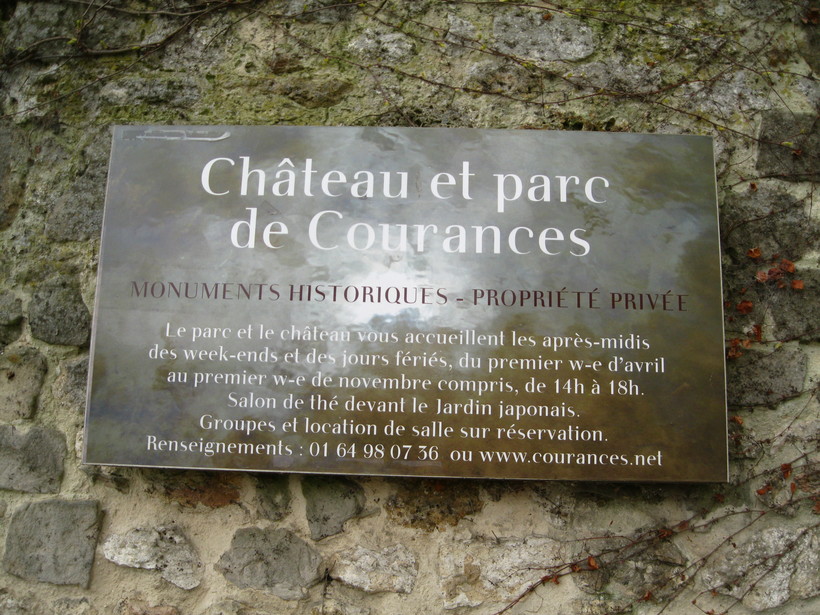 Château et parc
de Courances
MONUMENTS HISTORIQUES - PROPRIÉTÉ PRIVÉE
Le parc et le château vous accueillent les après-midis
des week-ends et des jours fériés, du premier w-e d'avril
au premier w-e de novembre compris, de 14h à 18h.
Salon de thé devant le Jardin japonais.
Groupes et location de salle sur réservation.
Renseignements : 01 64 98 07 36 ou www.courances.net